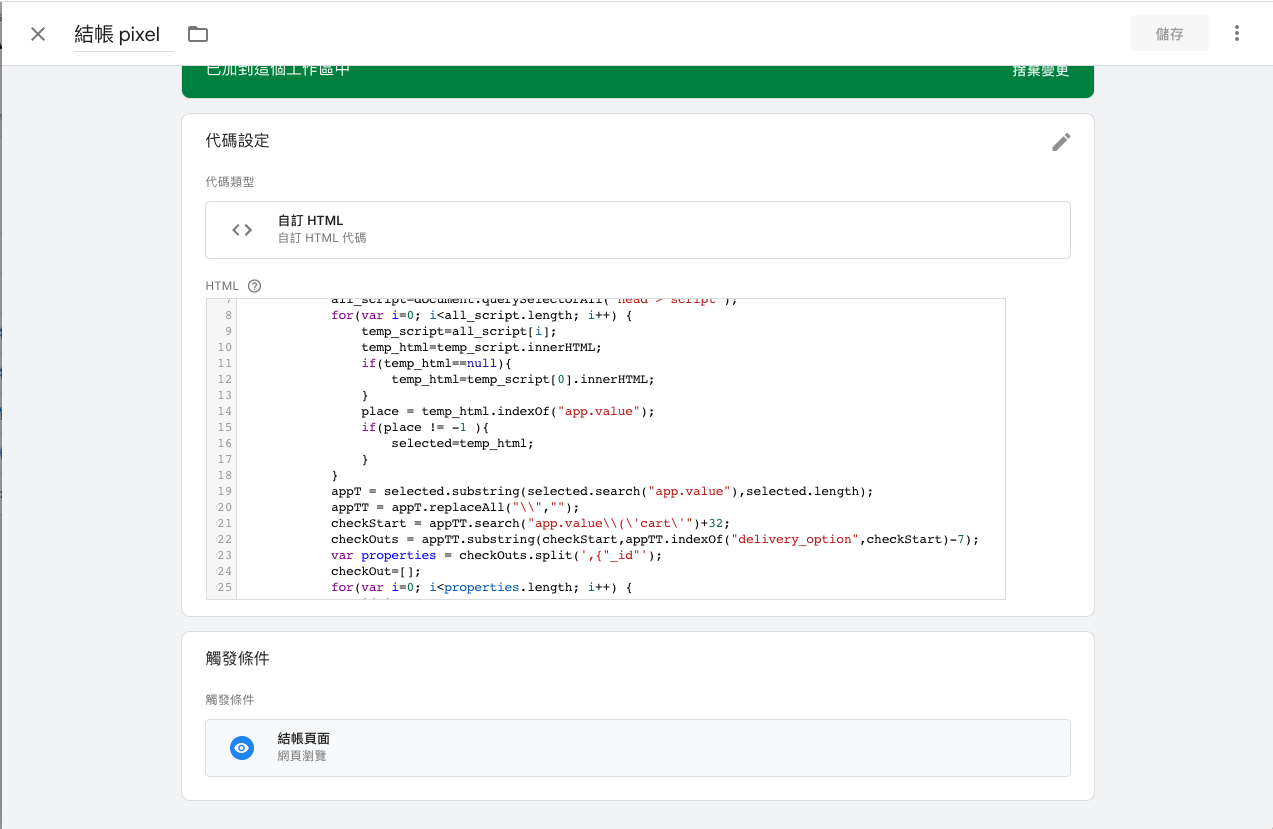 結帳 pixel
儲存
已加到這個工作區中
捨棄變更
代碼設定
代碼類型
自訂 HTML
自訂 HTML 代碼
HTML
7 all_script=document.querySelectorAll("head > script");
8 for(var i=0; i<all_script.length; i++) {
9 temp_script=all_script[i];
10 temp_html=temp_script.innerHTML;
11 if(temp_html==null){
12 temp_html=temp_script[0].innerHTML;
13 }
14 place = temp_html.indexOf("app.value");
15 if(place != -1 ){
16 selected=temp_html;
17 }
18 }
19 appT = selected.substring(selected.search("app.value"),selected.length);
20 appTT = appT.replaceAll("\\","");
21 checkStart = appTT.search("app.value\\(\'cart\'")+32;
22 checkOuts = appTT.substring(checkStart,appTT.indexOf("delivery_option",checkStart)-7);
23 var properties = checkOuts.split(',{"_id"');
24 checkOut=[];
25 for(var i=0; i<properties.length; i++) {
觸發條件
觸發條件
結帳頁面
網頁瀏覽